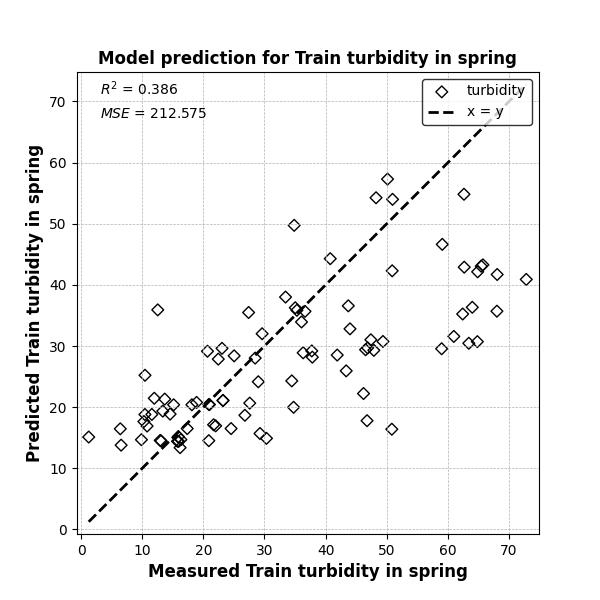 Model prediction for Train turbidity in spring
R² = 0.386
MSE = 212.575
turbidity
x = y
Predicted Train turbidity in spring
70
60
50
40
30
20
10
0
0 10 20 30 40 50 60 70
Measured Train turbidity in spring